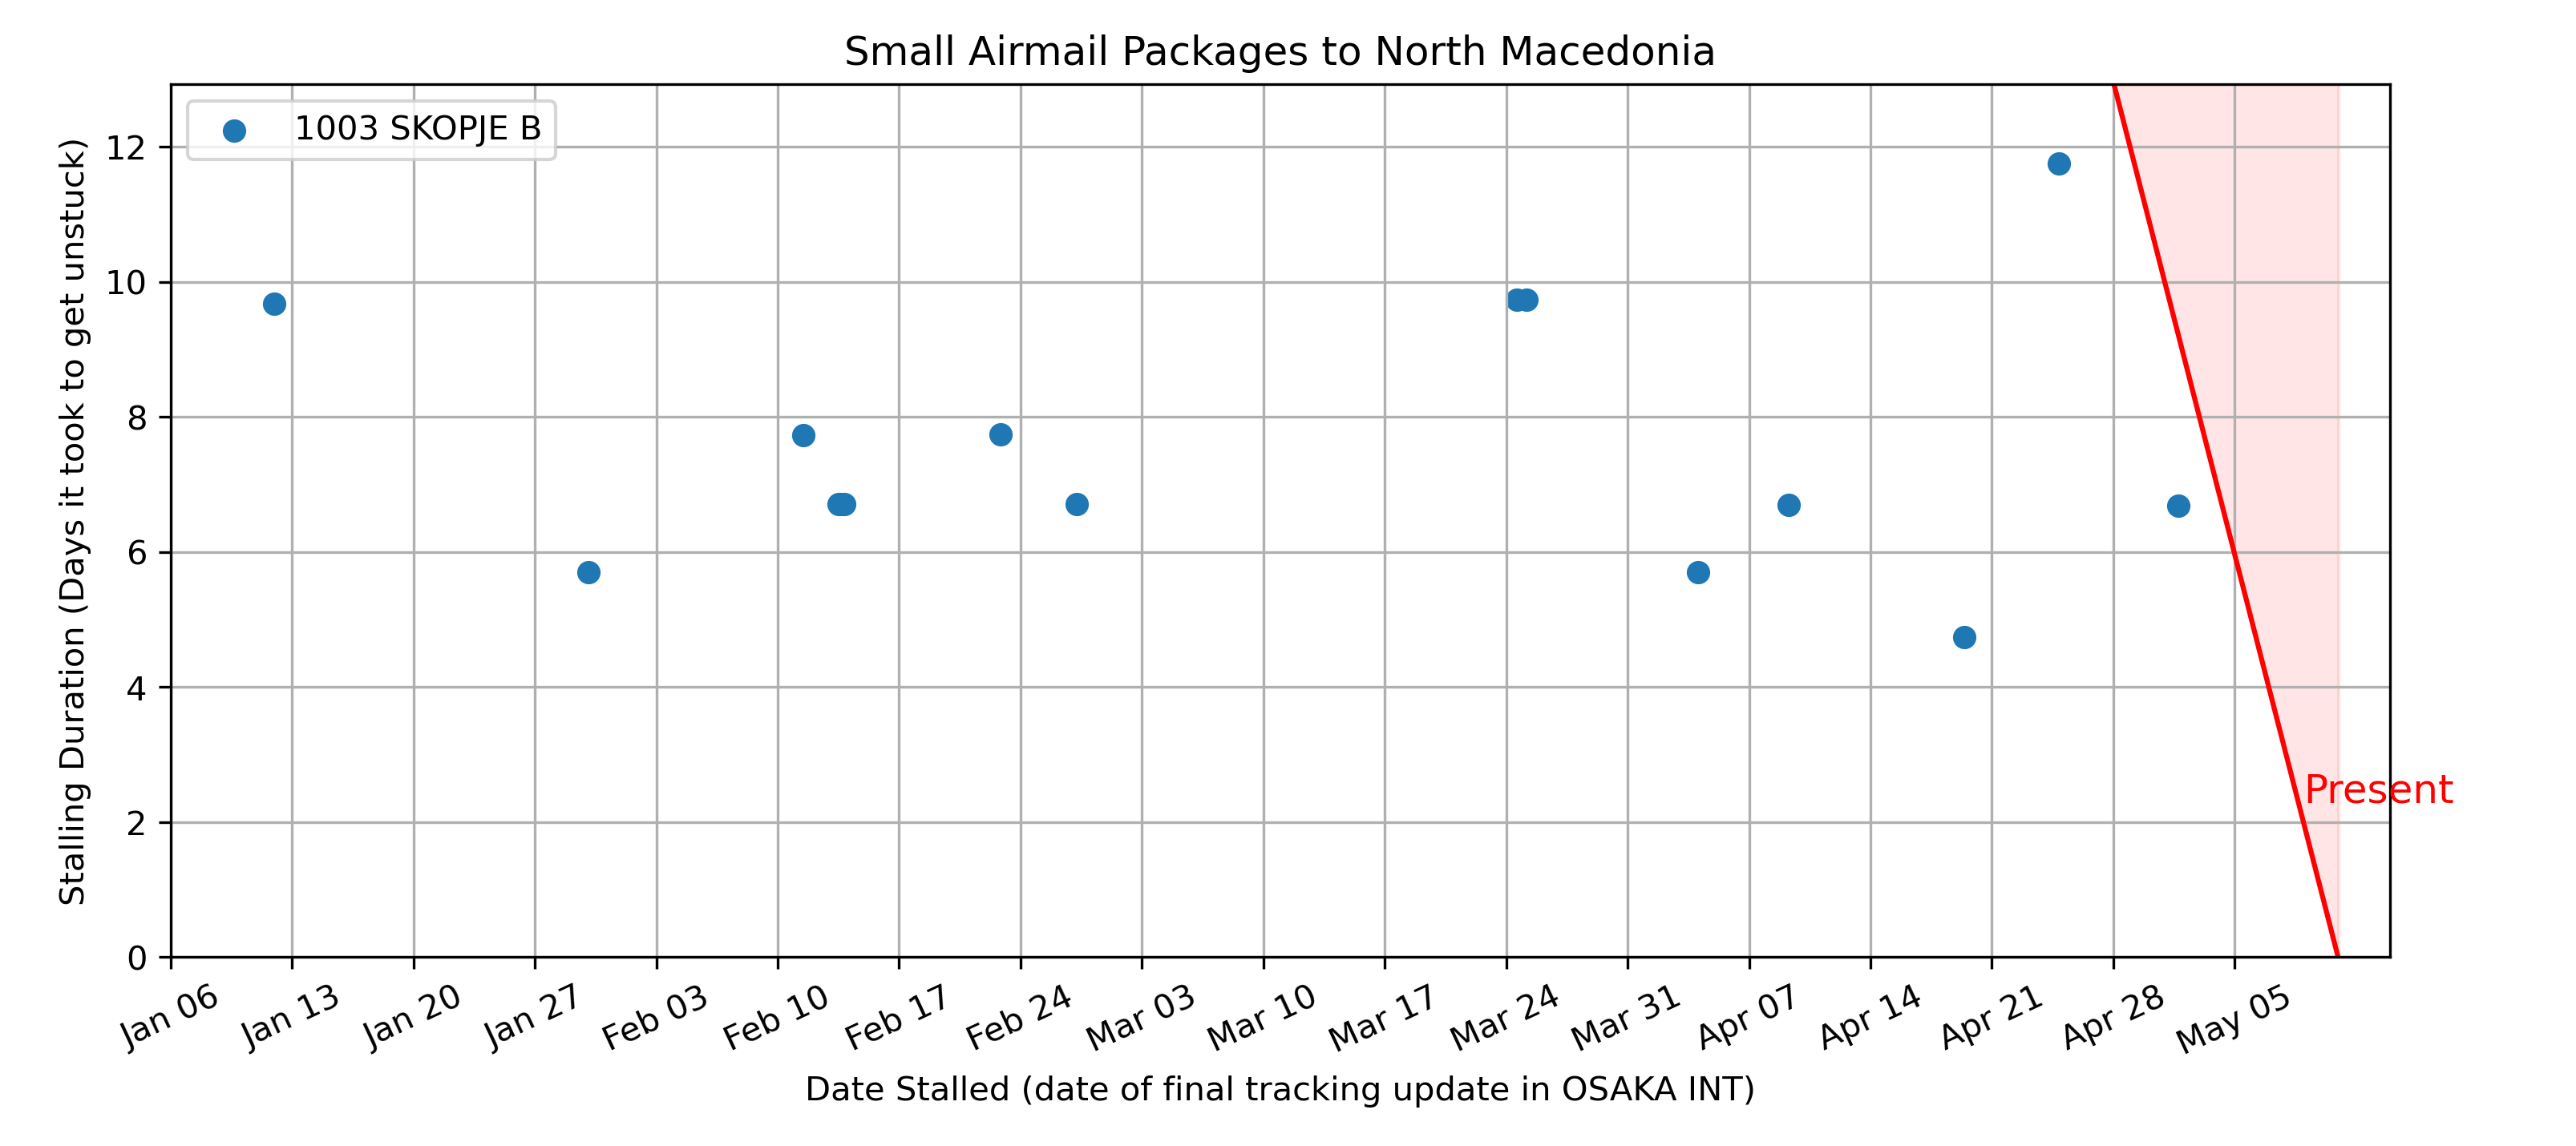 Small Airmail Packages to North Macedonia
1003 SKOPJE B
Stalling Duration (Days it took to get unstuck)
12
10
8
6
4
2
0
Present
Jan 06
Jan 13
Jan 20
Jan 27
Feb 03
Feb 10
Feb 17
Feb 24
Mar 03
Mar 10
Mar 17
Mar 24
Mar 31
Apr 07
Apr 14
Apr 21
Apr 28
May 05
Date Stalled (date of final tracking update in OSAKA INT)